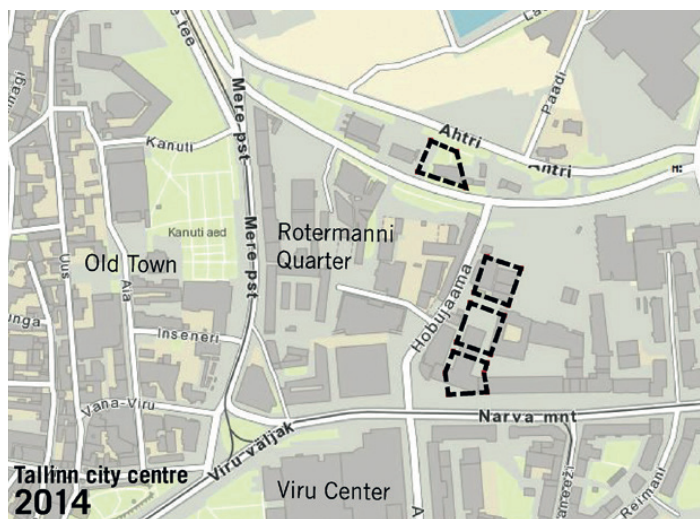 e tee
Mere pst
Kanuti
Kanuti aed
Mere pst
Ahtri
Ahtri
Paadi
Old Town
Rotermanni
Quarter
Uus
Aia
Inseneri
Hobujaama
Vana-Viru
Viru väljak
Narva mnt
Viru Center
Reimani
Tallinn city centre
2014